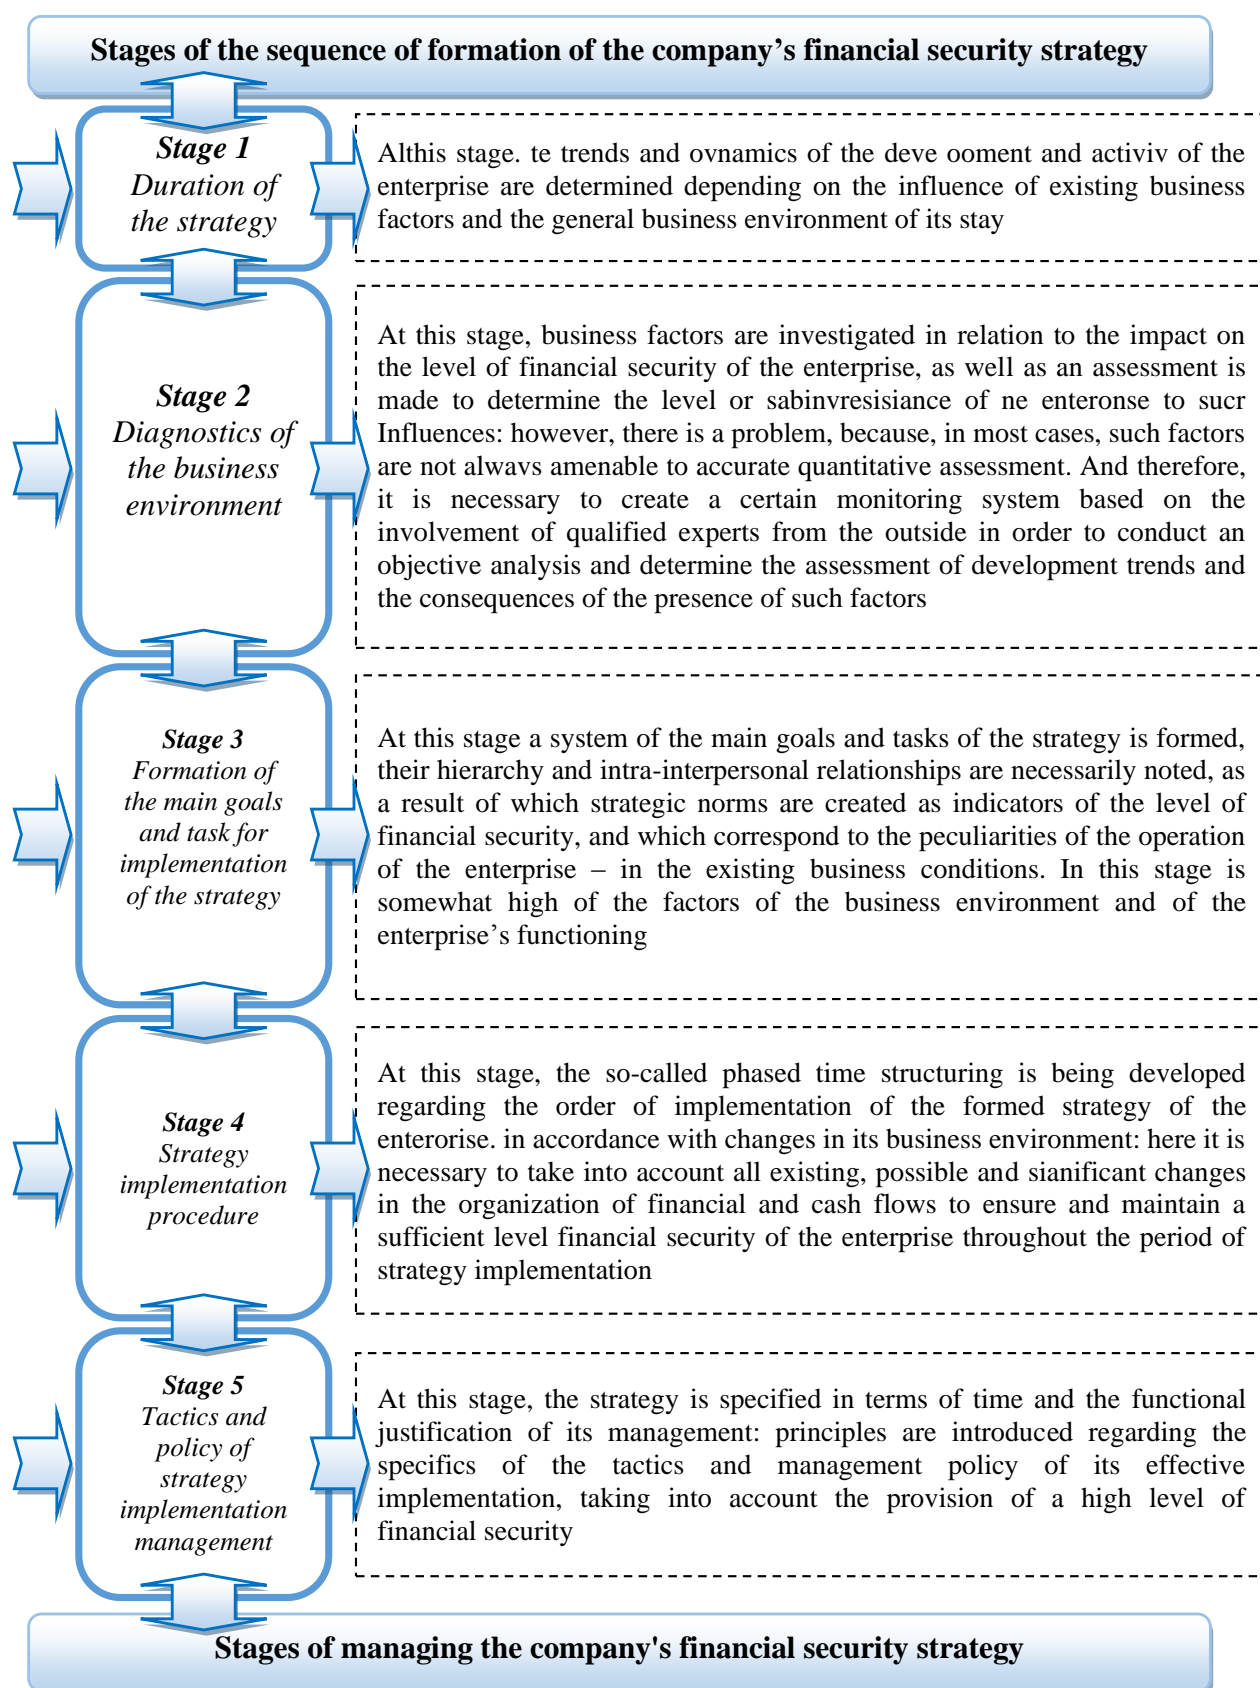 Stages of the sequence of formation of the company’s financial security strategy
Stage 1
Duration of
the strategy
Althis stage. te trends and ovnamics of the deve ooment and activiv of the
enterprise are determined depending on the influence of existing business
factors and the general business environment of its stay
Stage 2
Diagnostics of
the business
environment
At this stage, business factors are investigated in relation to the impact on
the level of financial security of the enterprise, as well as an assessment is
made to determine the level or sabinvresisiance of ne enteronse to sucr
Influences: however, there is a problem, because, in most cases, such factors
are not alwavs amenable to accurate quantitative assessment. And therefore,
it is necessary to create a certain monitoring system based on the
involvement of qualified experts from the outside in order to conduct an
objective analysis and determine the assessment of development trends and
the consequences of the presence of such factors
Stage 3
Formation of
the main goals
and task for
implementation
of the strategy
At this stage a system of the main goals and tasks of the strategy is formed,
their hierarchy and intra-interpersonal relationships are necessarily noted, as
a result of which strategic norms are created as indicators of the level of
financial security, and which correspond to the peculiarities of the operation
of the enterprise – in the existing business conditions. In this stage is
somewhat high of the factors of the business environment and of the
enterprise’s functioning
Stage 4
Strategy
implementation
procedure
At this stage, the so-called phased time structuring is being developed
regarding the order of implementation of the formed strategy of the
enterorise. in accordance with changes in its business environment: here it is
necessary to take into account all existing, possible and sianificant changes
in the organization of financial and cash flows to ensure and maintain a
sufficient level financial security of the enterprise throughout the period of
strategy implementation
Stage 5
Tactics and
policy of
strategy
implementation
management
At this stage, the strategy is specified in terms of time and the functional
justification of its management: principles are introduced regarding the
specifics of the tactics and management policy of its effective
implementation, taking into account the provision of a high level of
financial security
Stages of managing the company's financial security strategy